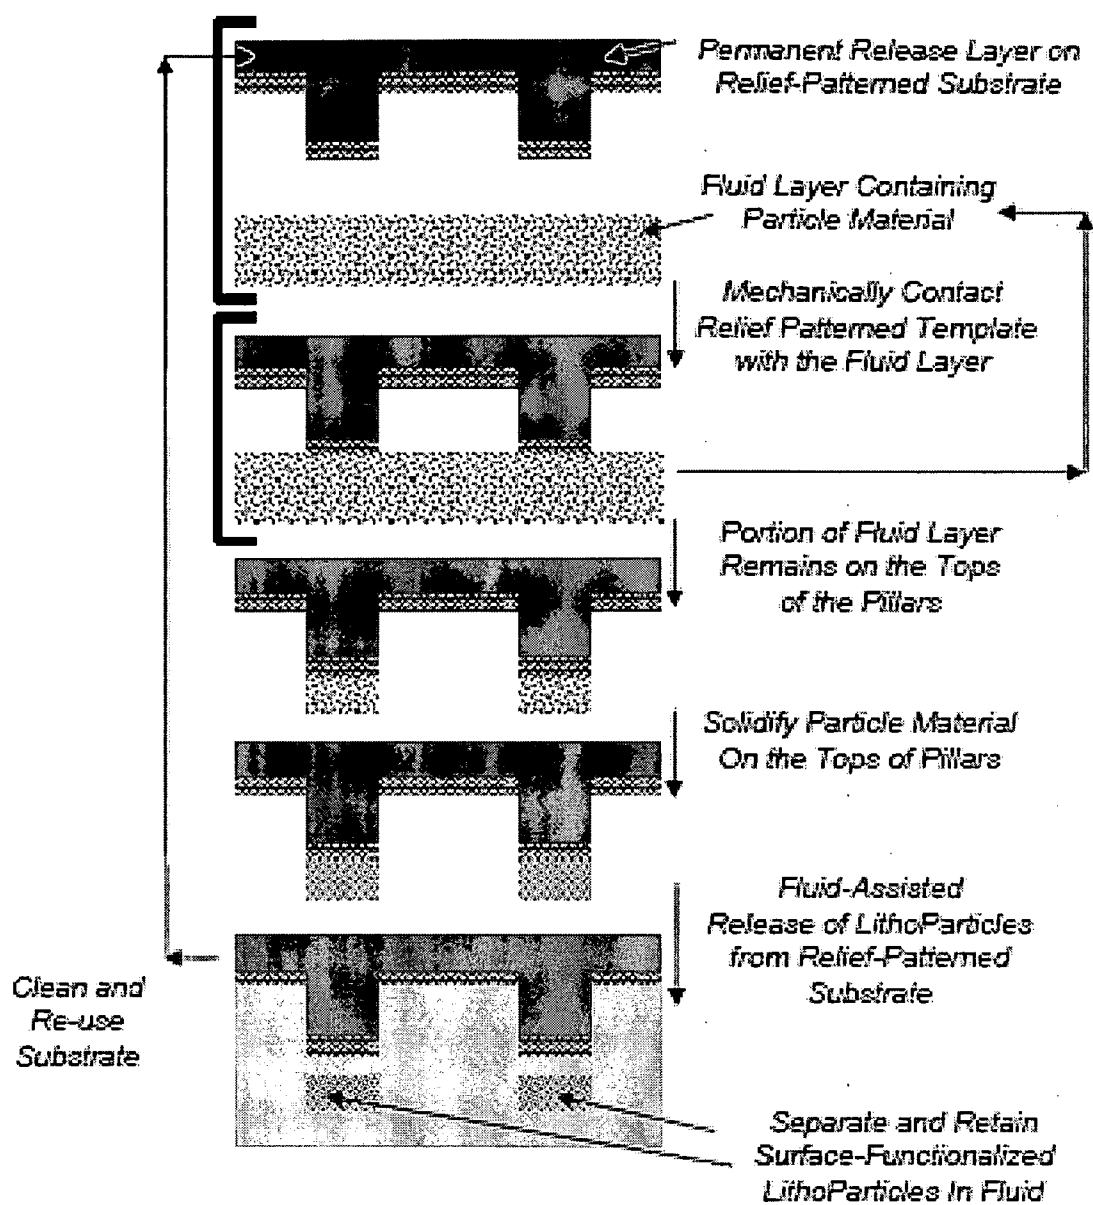 Permanent Release Layer on
Relief-Patterned Substrate
Fluid Layer Containing
Particle Material
Mechanically Contact
Relief Patterned Template
with the Fluid Layer
Portion of Fluid Layer
Remains on the Tops
of the Pillars
Solidify Particle Material
On the Tops of Pillars
Fluid-Assisted
Release of LithoParticles
from Relief-Patterned
Substrate
Clean and
Re-use
Substrate
Separate and Retain
Surface-Functionalized
LithoParticles In Fluid